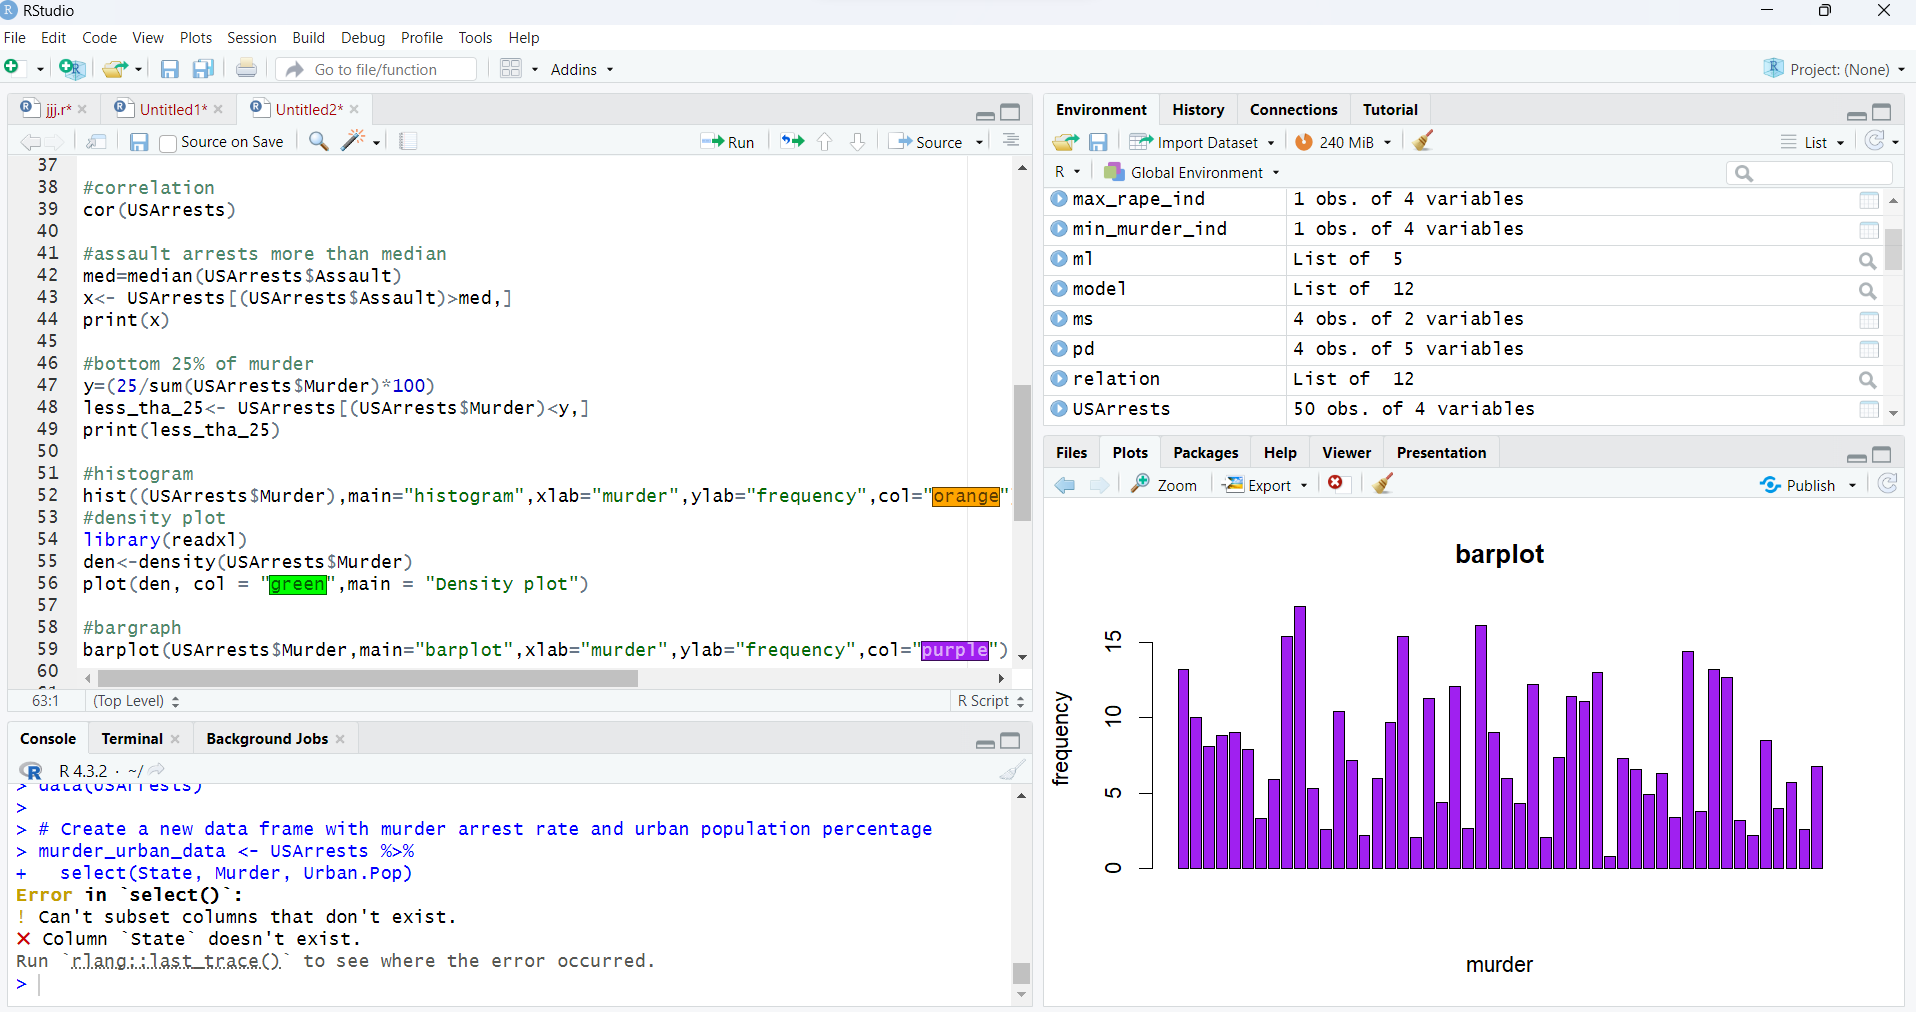 RStudio
File Edit Code View Plots Session Build Debug Profile Tools Help
Go to file/function Addins Project: (None)
jjj.r* Untitled1* Untitled2*
Source on Save Run Source
37
38 #correlation
39 cor(USArrests)
40
41 #assault arrests more than median
42 med=median(USArrests$Assault)
43 x<- USArrests[(USArrests$Assault)>med,]
44 print(x)
45
46 #bottom 25% of murder
47 y=(25/sum(USArrests$Murder)*100)
48 less_tha_25<- USArrests[(USArrests$Murder)<y,]
49 print(less_tha_25)
50
51 #histogram
52 hist((USArrests$Murder),main="histogram",xlab="murder",ylab="frequency",col="orange"
53 #density plot
54 library(readxl)
55 den<-density(USArrests$Murder)
56 plot(den, col = "green",main = "Density plot")
57
58 #bargraph
59 barplot(USArrests$Murder,main="barplot",xlab="murder",ylab="frequency",col="purple")
60
63:1 (Top Level) R Script
Console Terminal Background Jobs
R 4.3.2 · ~/
> data(USArrests)
>
> # Create a new data frame with murder arrest rate and urban population percentage
> murder_urban_data <- USArrests %>%
+ select(State, Murder, Urban.Pop)
Error in `select()`:
! Can't subset columns that don't exist.
✖ Column `State` doesn't exist.
Run `rlang::last_trace()` to see where the error occurred.
>
Environment History Connections Tutorial
Import Dataset 240 MiB List
R Global Environment
max_rape_ind 1 obs. of 4 variables
min_murder_ind 1 obs. of 4 variables
ml List of 5
model List of 12
ms 4 obs. of 2 variables
pd 4 obs. of 5 variables
relation List of 12
USArrests 50 obs. of 4 variables
Files Plots Packages Help Viewer Presentation
Zoom Export Publish
barplot
frequency
15
10
5
0
murder